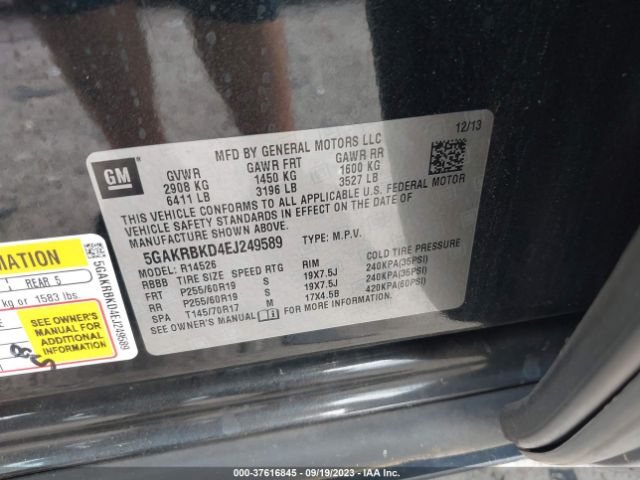 MFD BY GENERAL MOTORS LLC
12/13
GM
GVWR GAWR FRT GAWR RR
2908 KG 1450 KG 1600 KG
6411 LB 3196 LB 3527 LB
THIS VEHICLE CONFORMS TO ALL APPLICABLE U.S. FEDERAL MOTOR
VEHICLE SAFETY STANDARDS IN EFFECT ON THE DATE OF
MANUFACTURE SHOWN ABOVE.
5GAKRBKD4EJ249589 TYPE: M.P.V.
MODEL: R14526
RBBB TIRE SIZE SPEED RTG RIM COLD TIRE PRESSURE
FRT P255/60R19 S 19X7.5J 240KPA(35PSI)
RR P255/60R19 S 19X7.5J 240KPA(35PSI)
SPA T145/70R17 M 17X4.5B 420KPA(60PSI)
SEE OWNER'S MANUAL FOR MORE INFORMATION.
MATION
REAR 5
kg or 1583 lbs.
SEE OWNER'S
MANUAL FOR
ADDITIONAL
INFORMATION
5GAKRBKD4EJ249589
000-37616845 - 09/19/2023 - IAA Inc.